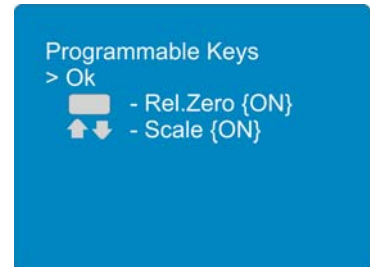 Programmable Keys
> Ok
- Rel.Zero {ON}
- Scale {ON}